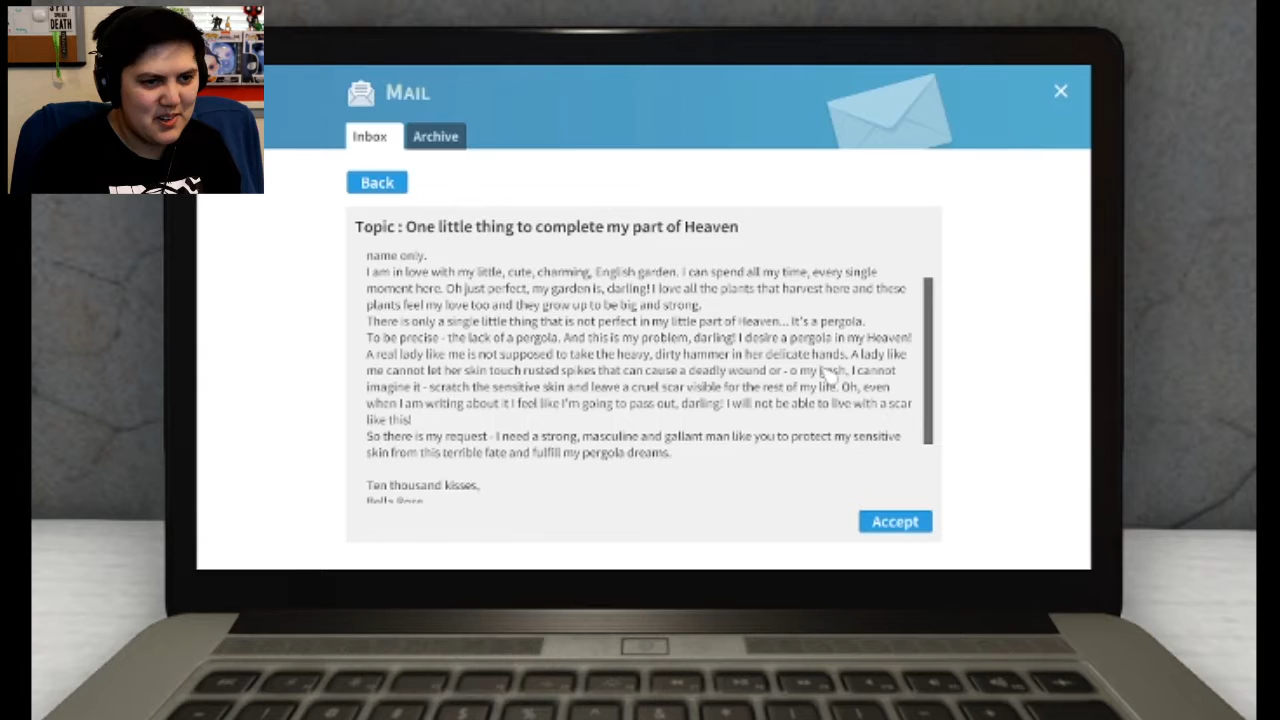 DEATH
MAIL
Inbox
Archive
Back
Topic : One little thing to complete my part of Heaven
name only.
I am in love with my little, cute, charming, English garden. I can spend all my time, every single
moment here. Oh just perfect, my garden is, darling! I love all the plants that harvest here and these
plants feel my love too and they grow up to be big and strong.
There is only a single little thing that is not perfect in my little part of Heaven... It's a pergola.
To be precise - the lack of a pergola. And this is my problem, darling! I desire a pergola in my Heaven!
A real lady like me is not supposed to take the heavy, dirty hammer in her delicate hands. A lady like
me cannot let her skin touch rusted spikes that can cause a deadly wound or - o my I cannot
imagine it - scratch the sensitive skin and leave a cruel scar visible for the rest of my life. Oh, even
when I am writing about it I feel like I'm going to pass out, darling! I will not be able to live with a scar
like this!
So there is my request - I need a strong, masculine and gallant man like you to protect my sensitive
skin from this terrible fate and fulfill my pergola dreams.
Ten thousand kisses,
Bella Rose
Accept